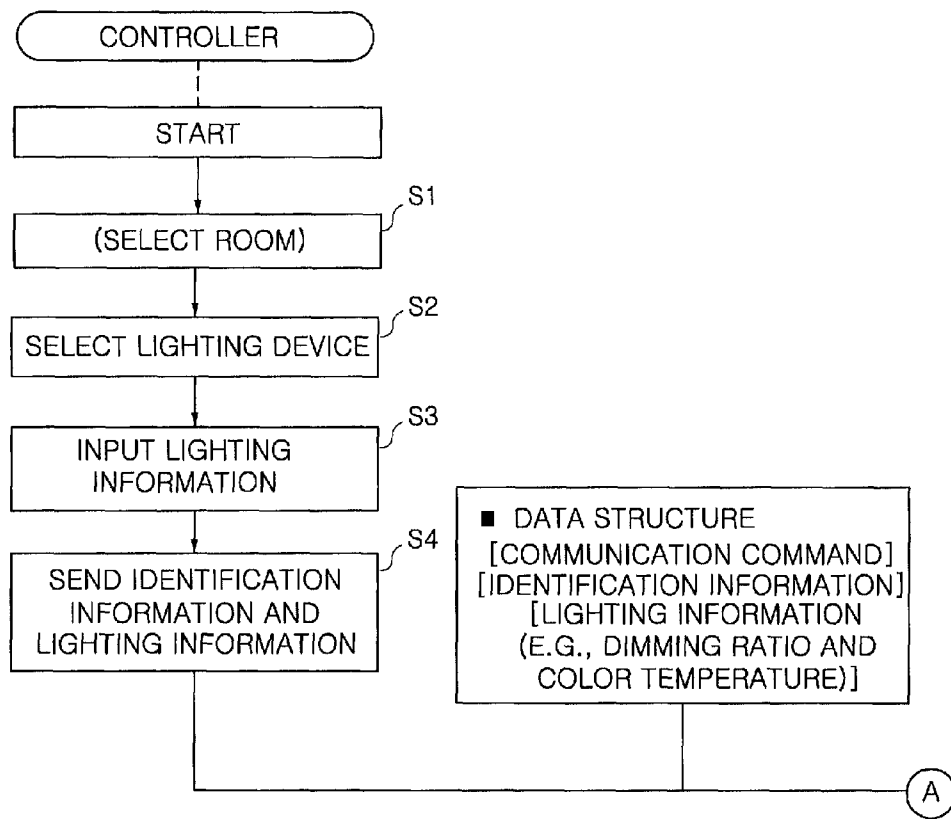 CONTROLLER
START
S1
(SELECT ROOM)
S2
SELECT LIGHTING DEVICE
S3
INPUT LIGHTING
INFORMATION
S4
SEND IDENTIFICATION
INFORMATION AND
LIGHTING INFORMATION
■ DATA STRUCTURE
[COMMUNICATION COMMAND]
[IDENTIFICATION INFORMATION]
[LIGHTING INFORMATION
(E.G., DIMMING RATIO AND
COLOR TEMPERATURE)]
A